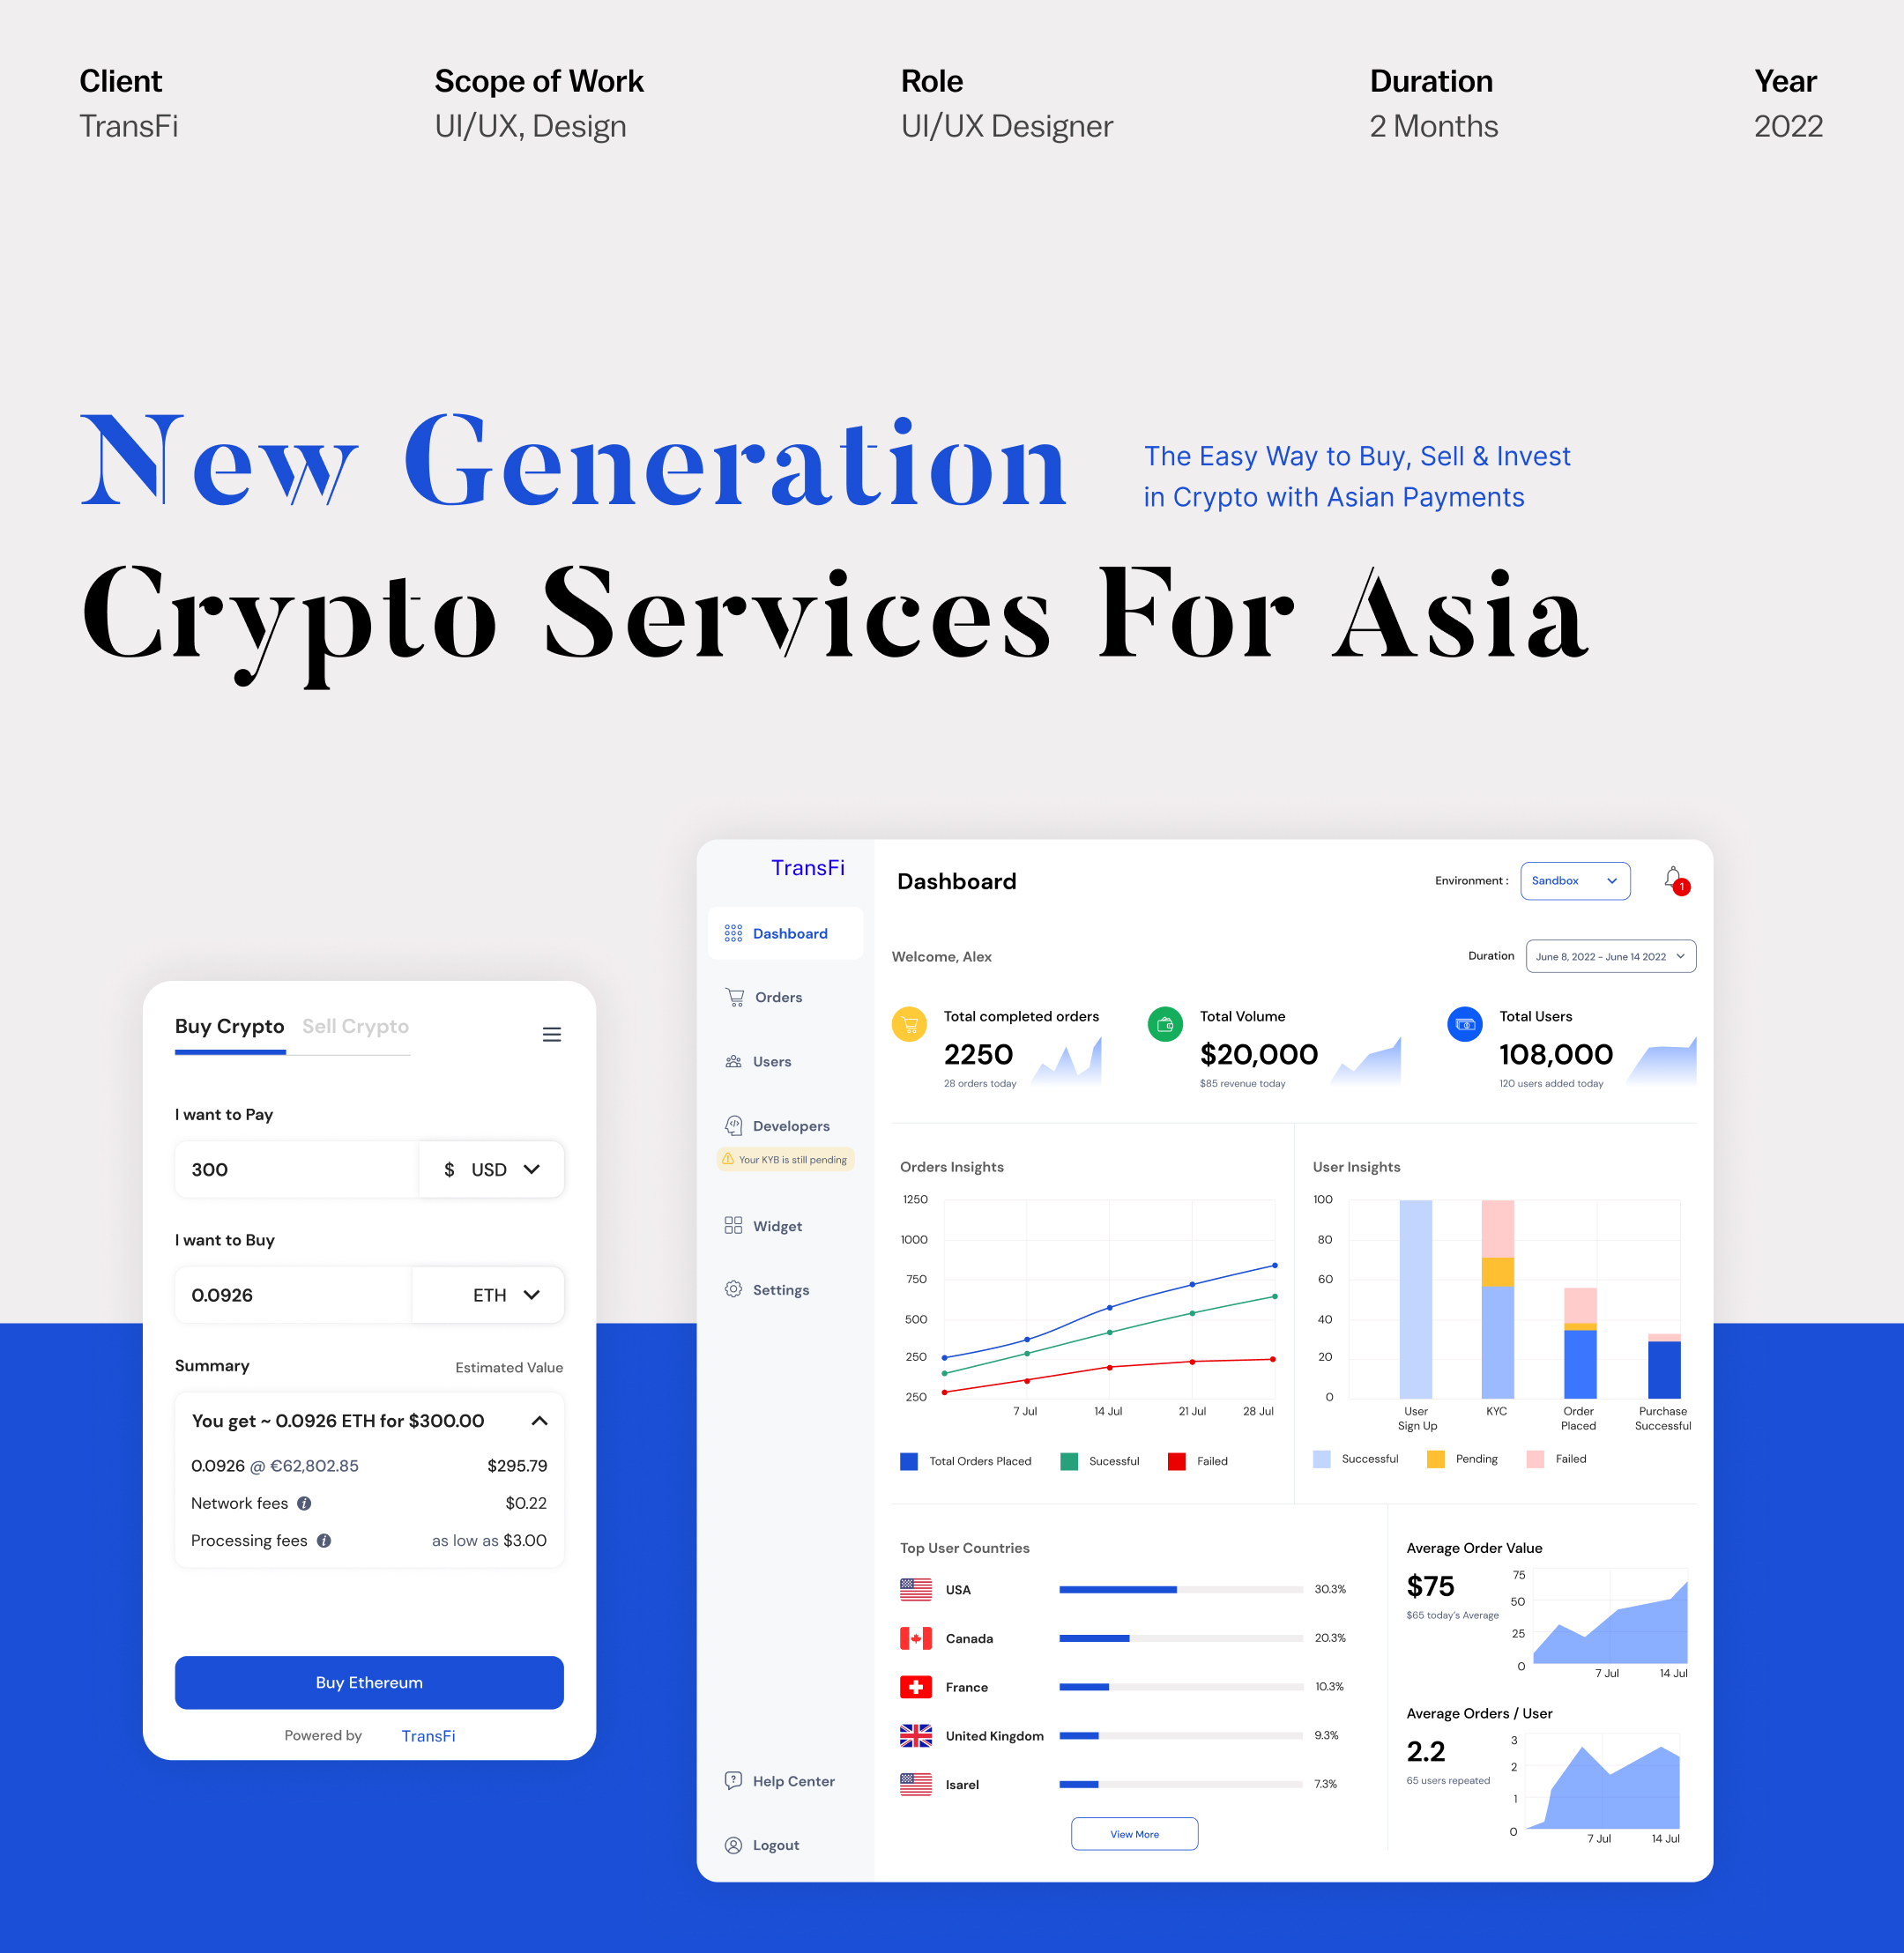 Client
TransFi
Scope of Work
UI/UX, Design
Role
UI/UX Designer
Duration
2 Months
Year
2022
New Generation
The Easy Way to Buy, Sell & Invest
in Crypto with Asian Payments
Crypto Services For Asia
Buy Crypto
Sell Crypto
I want to Pay
300
$ USD
I want to Buy
0.0926
ETH
Summary
Estimated Value
You get ~ 0.0926 ETH for $300.00
0.0926 @ €62,802.85
$295.79
Network fees
$0.22
Processing fees
as low as $3.00
Buy Ethereum
Powered by
TransFi
TransFi
Dashboard
Orders
Users
Developers
Your KYB is still pending
Widget
Settings
Help Center
Logout
Dashboard
Environment :
Sandbox
1
Welcome, Alex
Duration
June 8, 2022 - June 14 2022
Total completed orders
2250
28 orders today
Total Volume
$20,000
$85 revenue today
Total Users
108,000
120 users added today
Orders Insights
1250
1000
750
500
250
250
7 Jul
14 Jul
21 Jul
28 Jul
Total Orders Placed
Sucessful
Failed
User Insights
100
80
60
40
20
0
User
Sign Up
KYC
Order
Placed
Purchase
Successful
Successful
Pending
Failed
Top User Countries
USA
30.3%
Canada
20.3%
France
10.3%
United Kingdom
9.3%
Isarel
7.3%
View More
Average Order Value
$75
$65 today's Average
75
50
25
0
7 Jul
14 Jul
Average Orders / User
2.2
65 users repeated
3
2
1
0
7 Jul
14 Jul